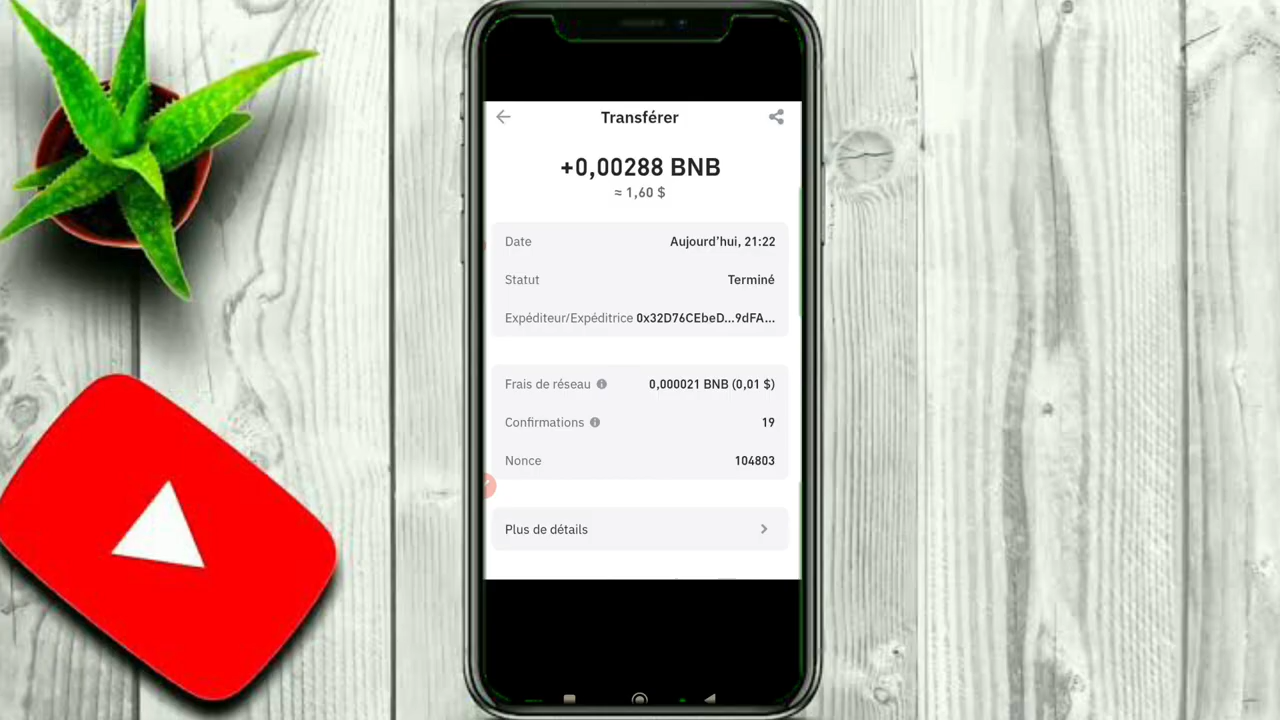 Transférer
+0,00288 BNB
≈ 1,60 $
Date Aujourd’hui, 21:22
Statut Terminé
Expéditeur/Expéditrice 0x32D76CEbeD...9dFA...
Frais de réseau 0,000021 BNB (0,01 $)
Confirmations 19
Nonce 104803
Plus de détails